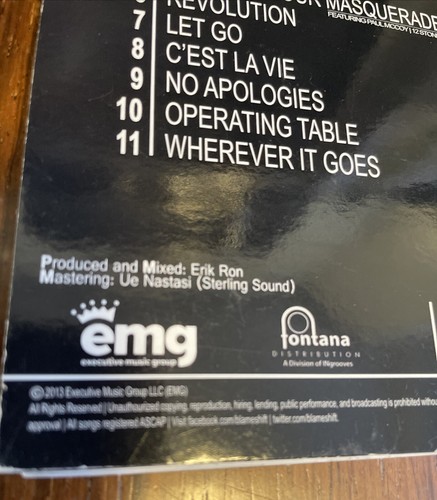 MASQUERADE
FEATURING PAUL MCCOY | 12 STON
6 REVOLUTION
7 LET GO
8 C'EST LA VIE
9 NO APOLOGIES
10 OPERATING TABLE
11 WHEREVER IT GOES
Produced and Mixed: Erik Ron
Mastering: Ue Nastasi (Sterling Sound)
emg
executive music group
fontana
DISTRIBUTION
A Division of INgrooves
©2013 Executive Music Group LLC (EMG)
All Rights Reserved | Unauthorized copying, reproduction, hiring, lending, public performance, and broadcasting is prohibited withou
approval | All songs registered ASCAP | Visit facebook.com/blameshift | twitter.com/blameshift.